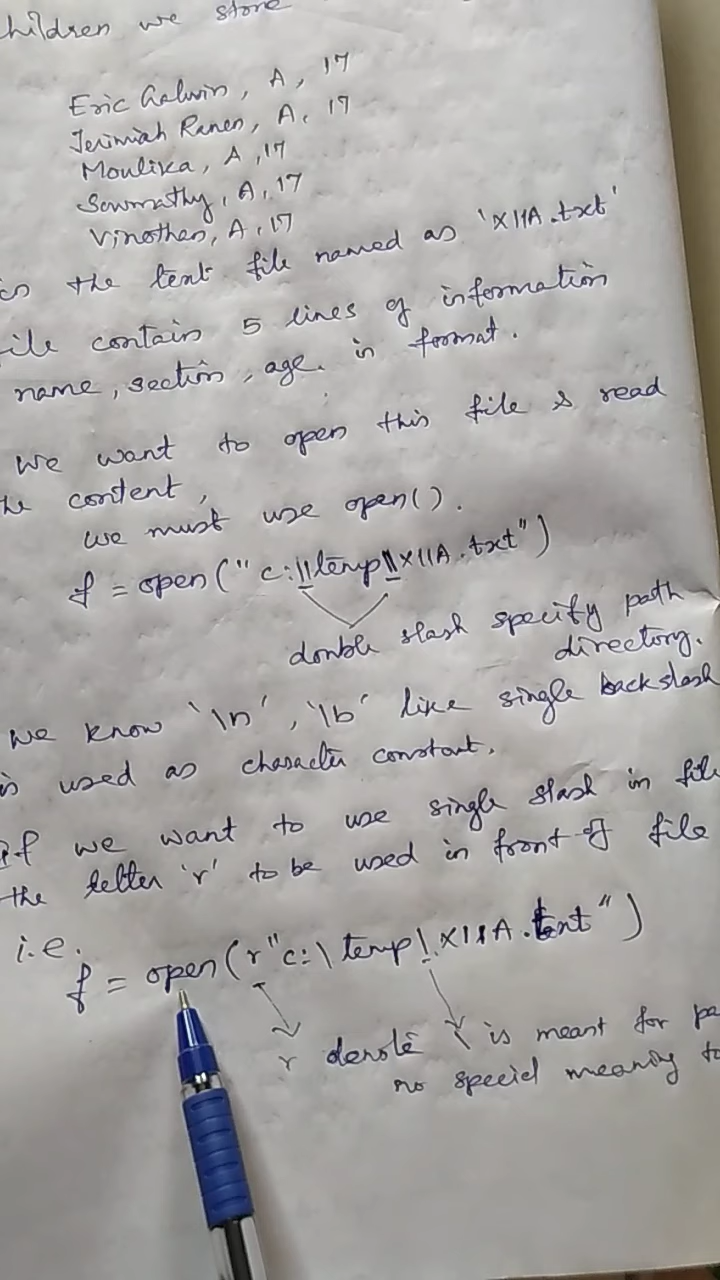 children we store
Eric Galwin, A, 17
Jerimiah Ranen, A, 17
Moulika, A, 17
Sowmathy, A, 17
Vinothen, A, 17
the text file named as 'XIIA.txt'
file contain 5 lines of information
name, section, age. in format.
we want to open this file & read
the content,
we must use open().
f = open("c:\\temp\\XIIA.txt")
double slash specify path
directory.
we know '\n', '\b' like single backslash
is used as character constant.
If we want to use single slash in file
the letter 'r' to be used in front of file
i.e.
f = open(r"c:\temp\XIIA.txt")
r denote \ is meant for
no speciel meaning to